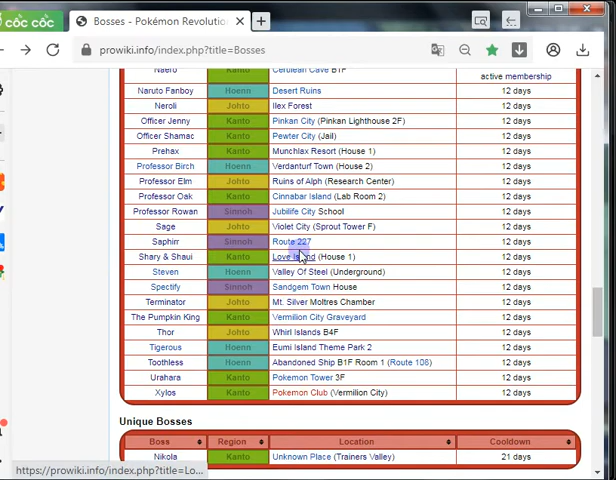 cốc cốc
Bosses - Pokémon Revolutio
prowiki.info/index.php?title=Bosses
Naero Kanto Cerulean Cave B1F active membership
Naruto Fanboy Hoenn Desert Ruins 12 days
Neroli Johto Ilex Forest 12 days
Officer Jenny Kanto Pinkan City (Pinkan Lighthouse 2F) 12 days
Officer Shamac Kanto Pewter City (Jail) 12 days
Prehax Kanto Munchlax Resort (House 1) 12 days
Professor Birch Hoenn Verdanturf Town (House 2) 12 days
Professor Elm Johto Ruins of Alph (Research Center) 12 days
Professor Oak Kanto Cinnabar Island (Lab Room 2) 12 days
Professor Rowan Sinnoh Jubilife City School 12 days
Sage Johto Violet City (Sprout Tower F) 12 days
Saphirr Sinnoh Route 227 12 days
Shary & Shaui Kanto Love Island (House 1) 12 days
Steven Hoenn Valley Of Steel (Underground) 12 days
Spectify Sinnoh Sandgem Town House 12 days
Terminator Johto Mt. Silver Moltres Chamber 12 days
The Pumpkin King Kanto Vermilion City Graveyard 12 days
Thor Johto Whirl Islands B4F 12 days
Tigerous Hoenn Eumi Island Theme Park 2 12 days
Toothless Hoenn Abandoned Ship B1F Room 1 (Route 108) 12 days
Urahara Kanto Pokemon Tower 3F 12 days
Xylos Kanto Pokemon Club (Vermilion City) 12 days
Unique Bosses
Boss Region Location Cooldown
Nikola Kanto Unknown Place (Trainers Valley) 21 days
https://prowiki.info/index.php?title=Lo...